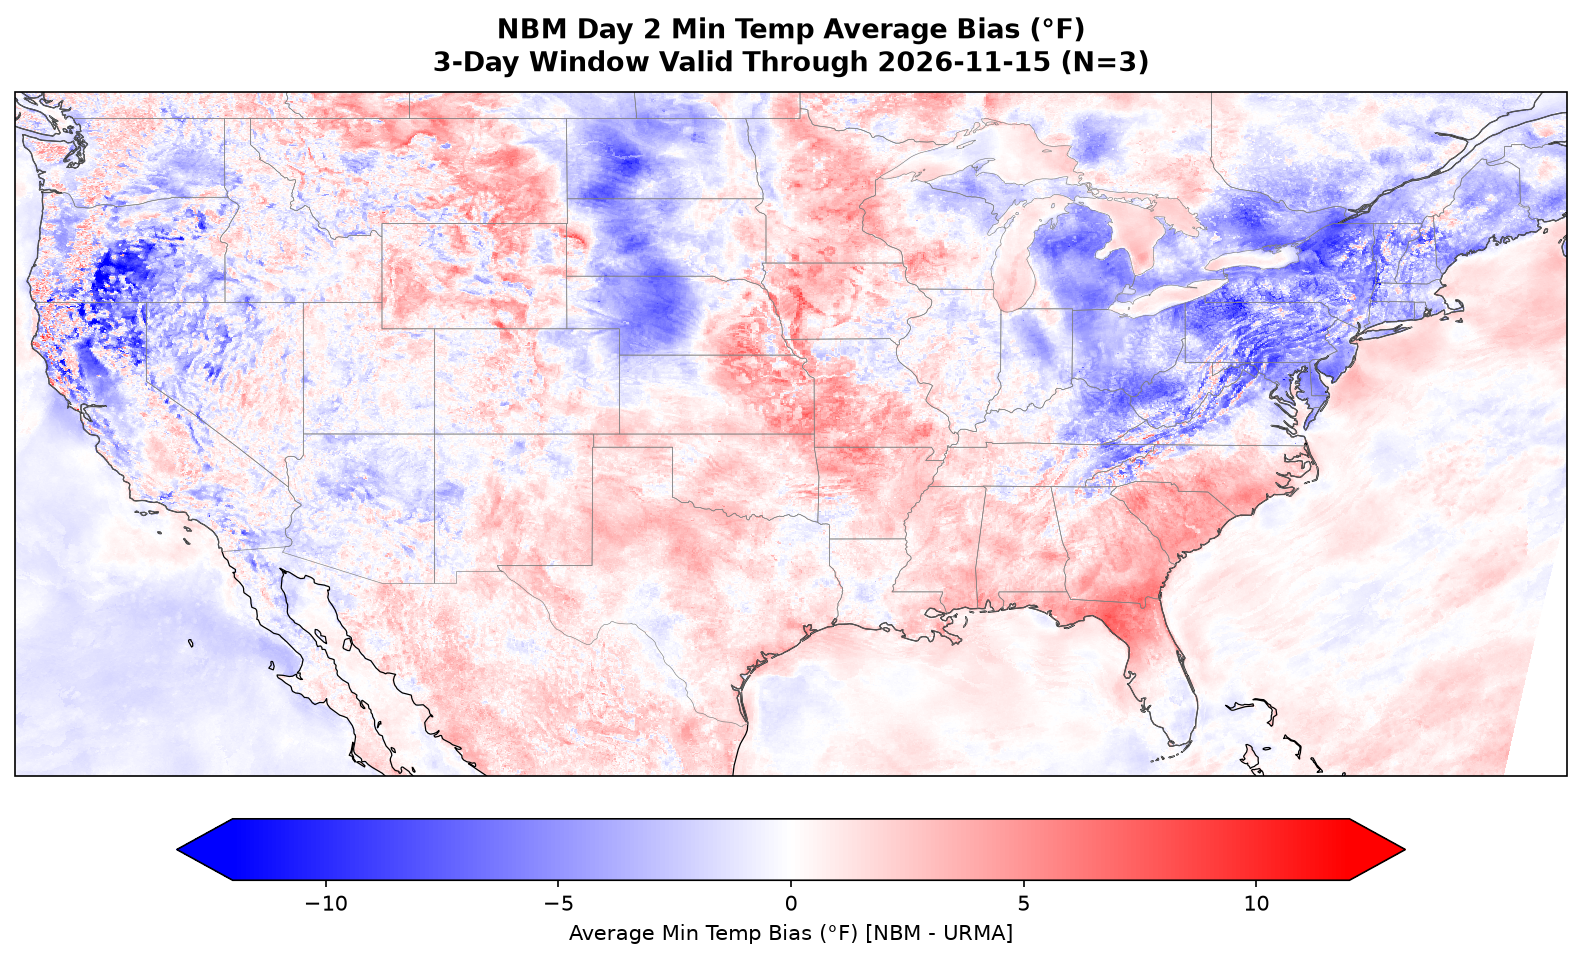 NBM Day 2 Min Temp Average Bias (°F)
3-Day Window Valid Through 2026-11-15 (N=3)
−10 −5 0 5 10
Average Min Temp Bias (°F) [NBM - URMA]